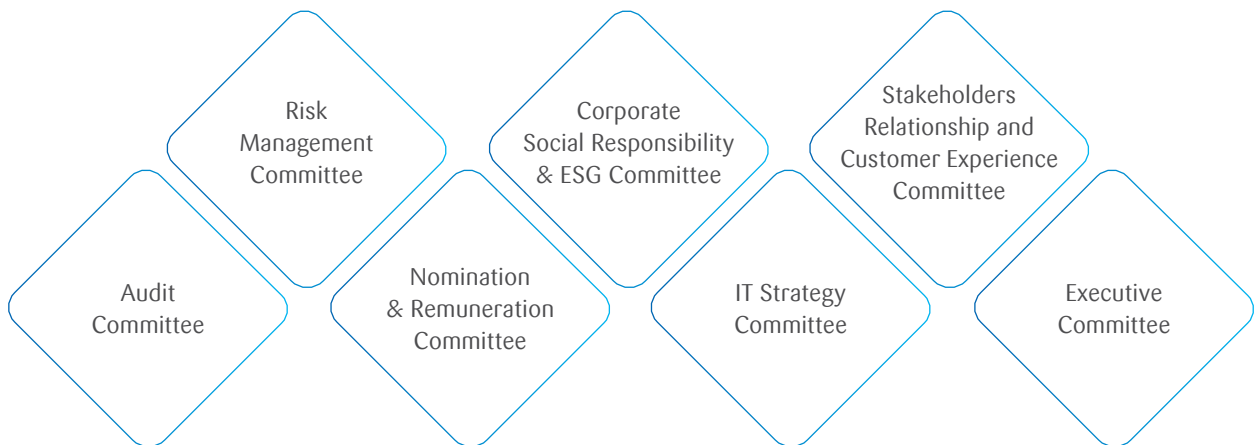 Risk
Management
Committee
Corporate
Social Responsibility
& ESG Committee
Stakeholders
Relationship and
Customer Experience
Committee
Audit
Committee
Nomination
& Remuneration
Committee
IT Strategy
Committee
Executive
Committee